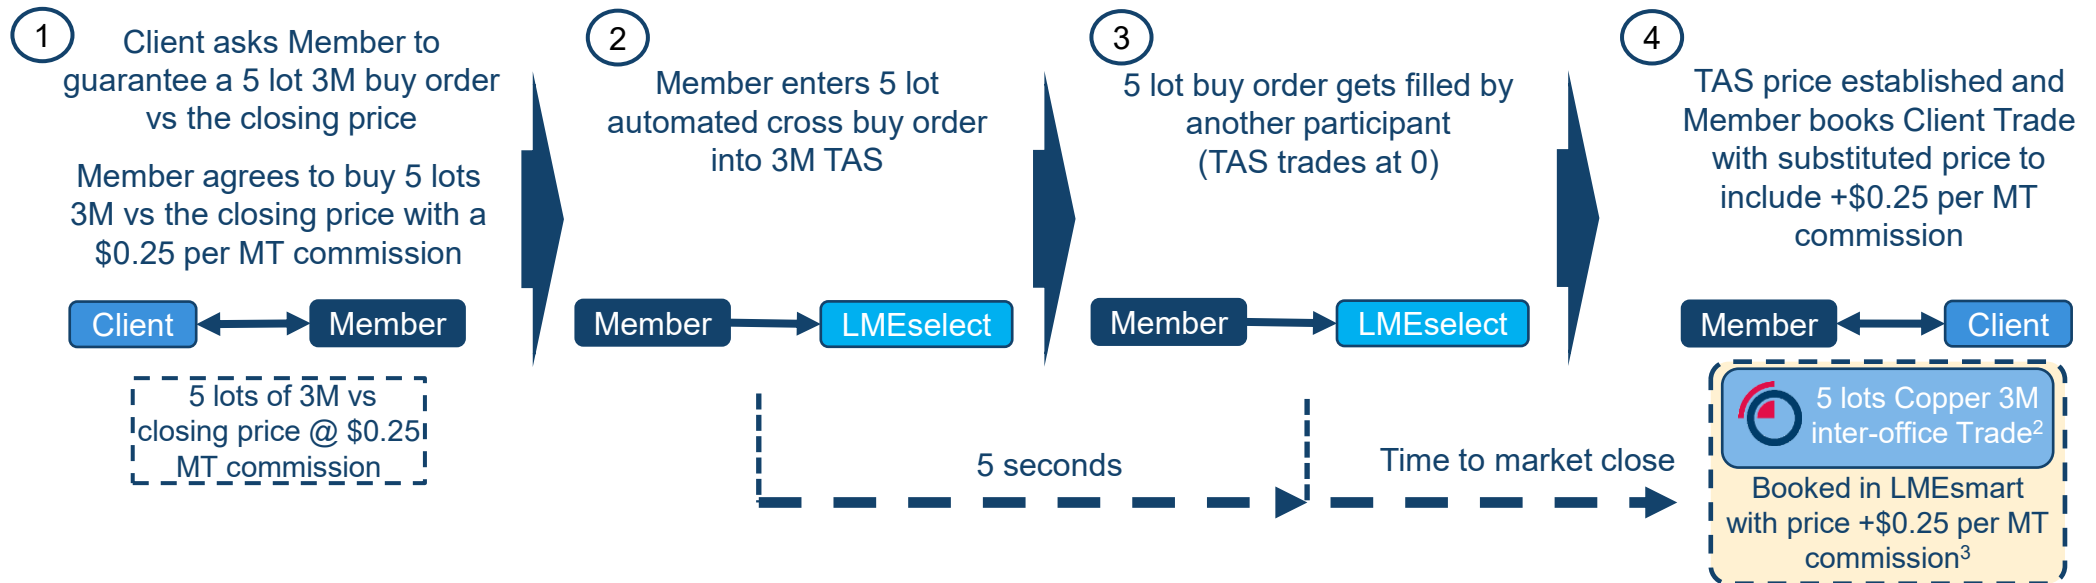 1
Client asks Member to
guarantee a 5 lot 3M buy order
vs the closing price
Member agrees to buy 5 lots
3M vs the closing price with a
$0.25 per MT commission
Client
Member
5 lots of 3M vs
closing price @ $0.25
MT commission
2
Member enters 5 lot
automated cross buy order
into 3M TAS
Member
LMEselect
3
5 lot buy order gets filled by
another participant
(TAS trades at 0)
Member
LMEselect
5 seconds
Time to market close
4
TAS price established and
Member books Client Trade
with substituted price to
include +$0.25 per MT
commission
Member
Client
5 lots Copper 3M
inter-office Trade²
Booked in LMEsmart
with price +$0.25 per MT
commission³